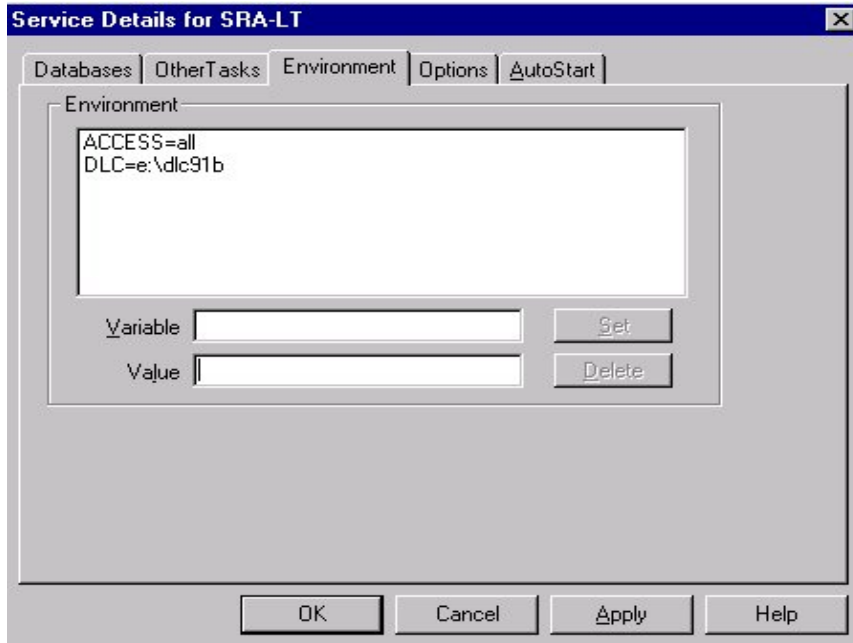 Service Details for SRA-LT
Databases OtherTasks Environment Options AutoStart
Environment
ACCESS=all
DLC=e:\dlc91b
Variable Set
Value Delete
OK Cancel Apply Help